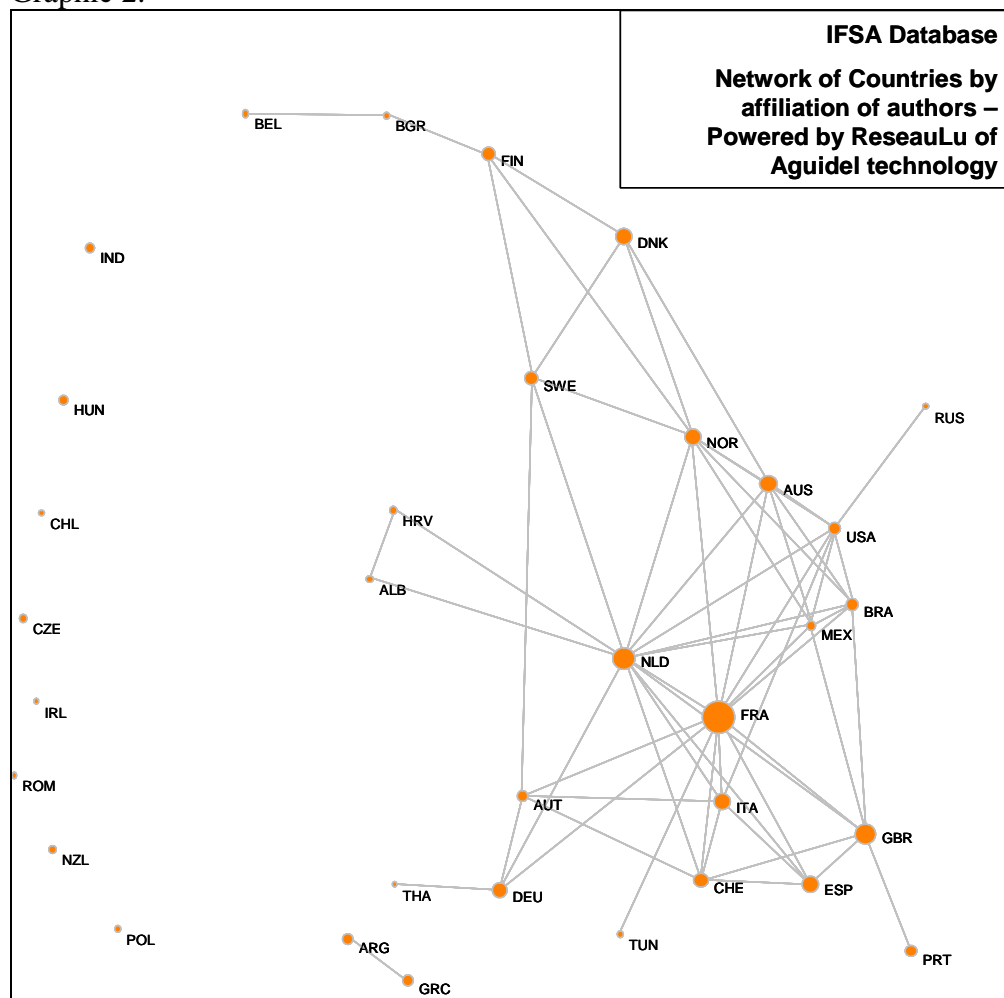 Graphic 2:
IFSA Database
Network of Countries by
affiliation of authors –
Powered by ReseauLu of
Aguidel technology
BEL
BGR
FIN
IND
DNK
SWE
HUN
RUS
NOR
AUS
CHL
HRV
USA
ALB
BRA
CZE
MEX
NLD
IRL
FRA
ROM
AUT
ITA
GBR
NZL
THA
DEU
CHE
ESP
POL
ARG
TUN
PRT
GRC